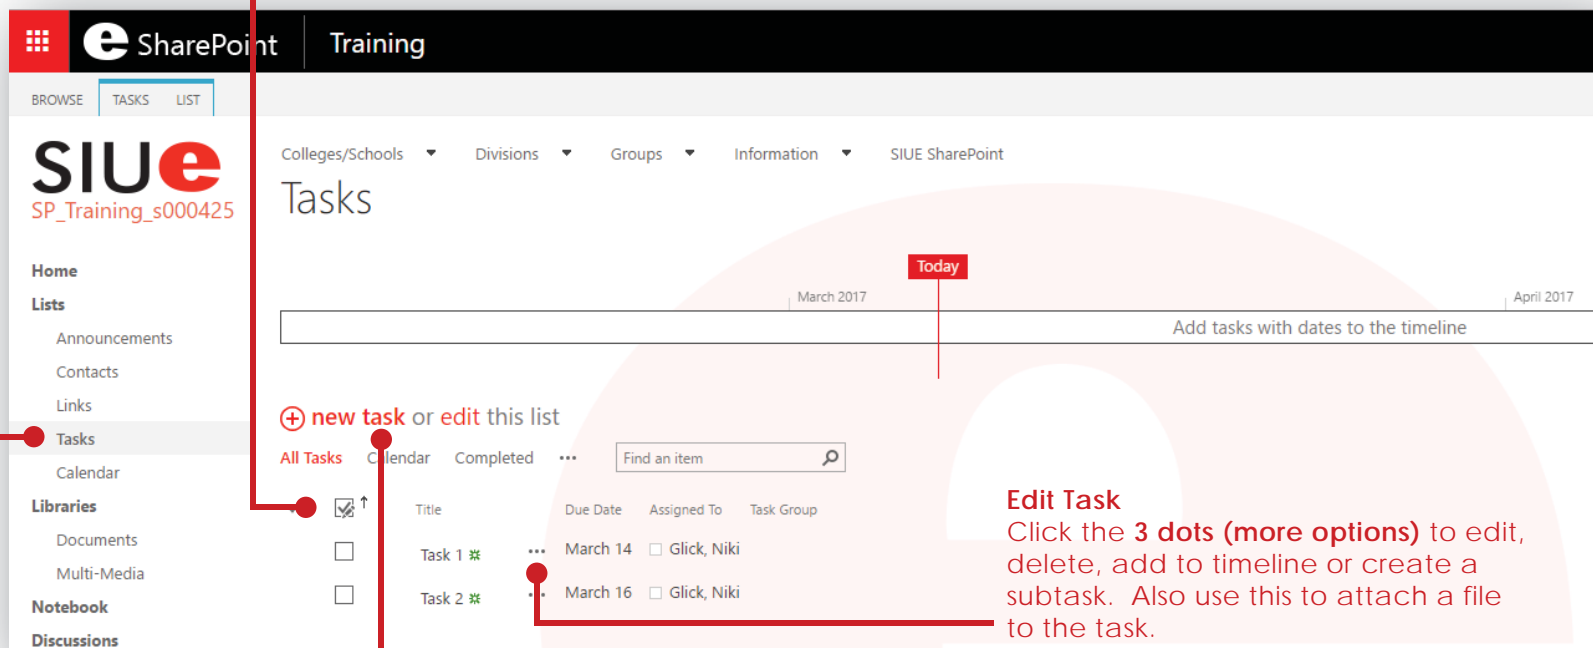 e SharePoint Training
BROWSE TASKS LIST
SIUe
SP_Training_s000425
Colleges/Schools Divisions Groups Information SIUE SharePoint
Tasks
Home
Lists
Announcements
Contacts
Links
Tasks
Calendar
Libraries
Documents
Multi-Media
Notebook
Discussions
Today
March 2017 April 2017
Add tasks with dates to the timeline
new task or edit this list
All Tasks Calendar Completed ... Find an item
Title Due Date Assigned To Task Group
Task 1 ... March 14 Glick, Niki
Task 2 ... March 16 Glick, Niki
Edit Task
Click the 3 dots (more options) to edit,
delete, add to timeline or create a
subtask. Also use this to attach a file
to the task.